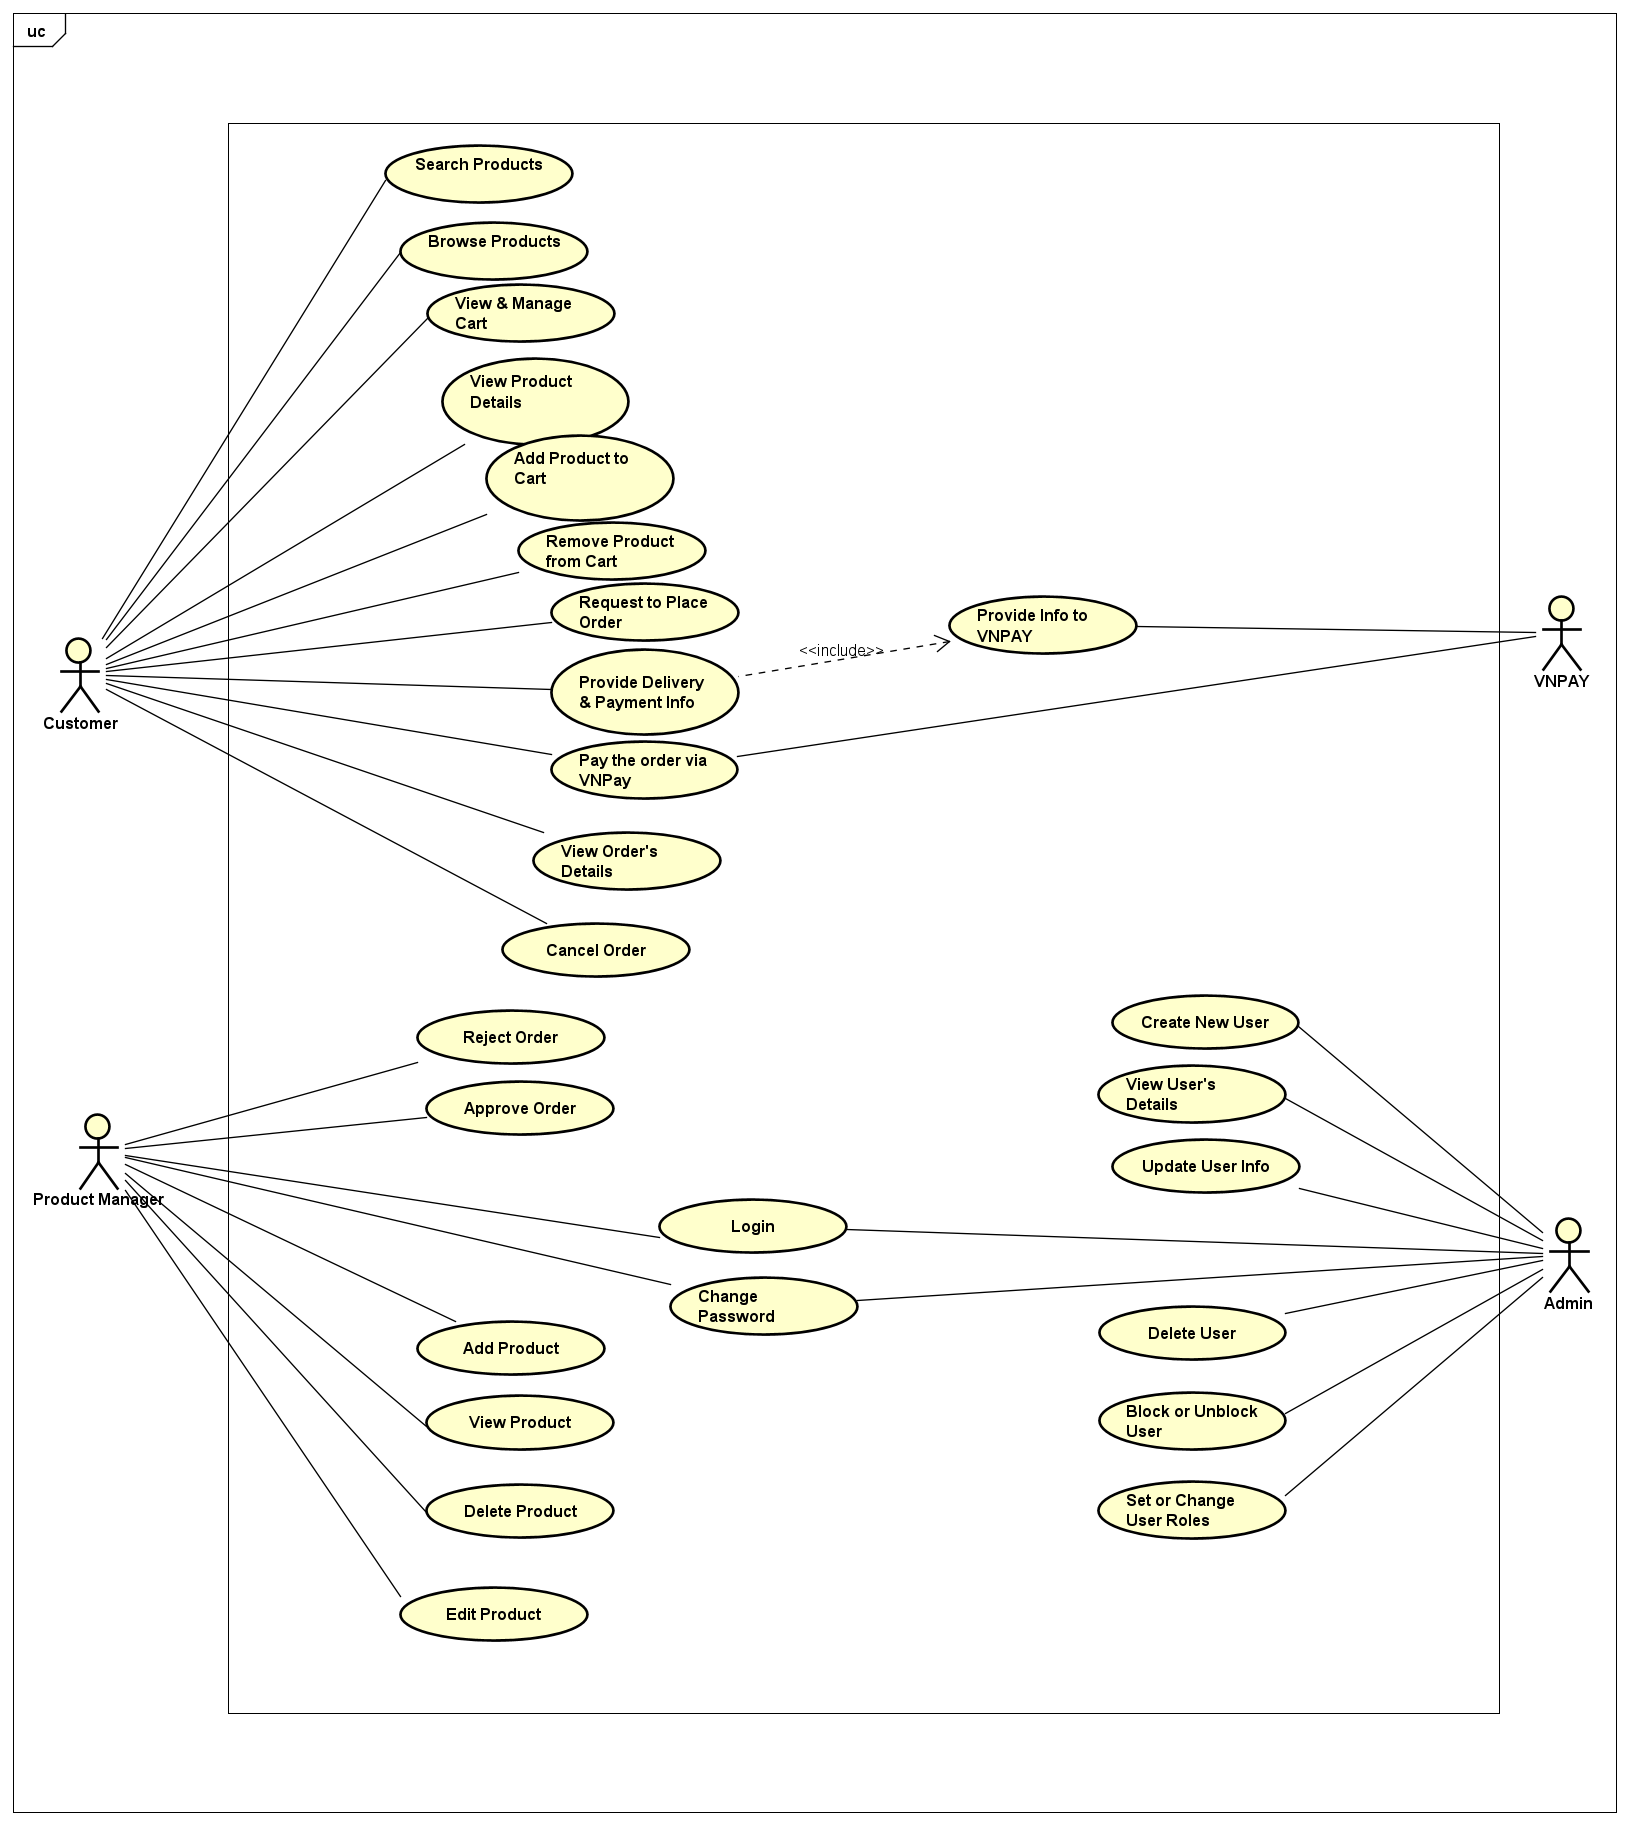 uc
Search Products
Browse Products
View & Manage
Cart
View Product
Details
Add Product to
Cart
Remove Product
from Cart
Request to Place
Order
Provide Info to
VNPAY
<<include>>
VNPAY
Provide Delivery
& Payment Info
Customer
Pay the order via
VNPay
View Order's
Details
Cancel Order
Reject Order
Create New User
Approve Order
View User's
Details
Update User Info
Product Manager
Login
Change
Password
Admin
Add Product
Delete User
View Product
Block or Unblock
User
Delete Product
Set or Change
User Roles
Edit Product